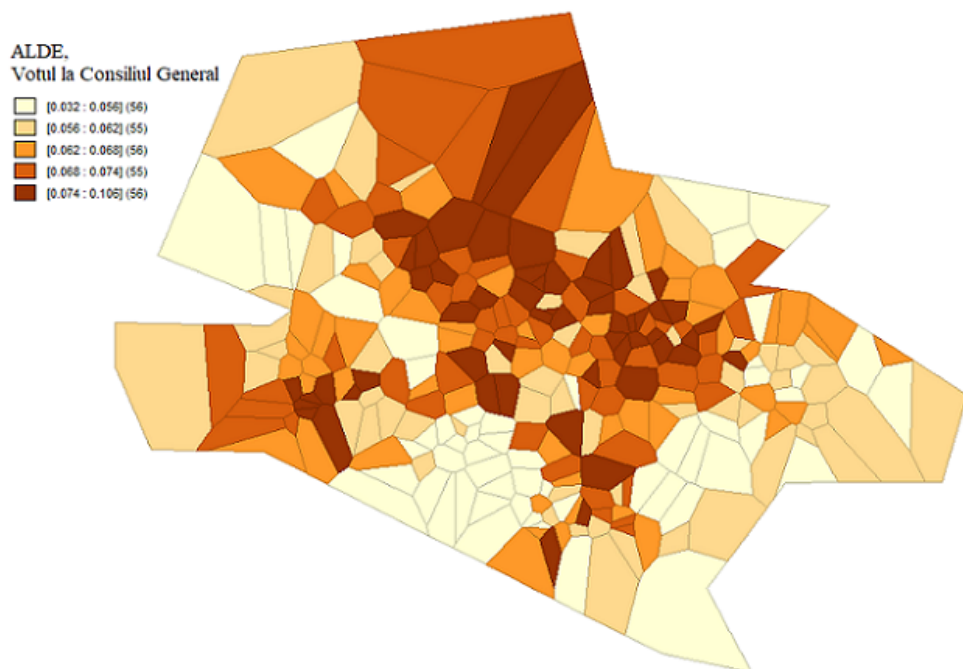 ALDE,
Votul la Consiliul General
[0.032 : 0.056] (56)
[0.056 : 0.062] (55)
[0.062 : 0.068] (56)
[0.068 : 0.074] (55)
[0.074 : 0.106] (56)